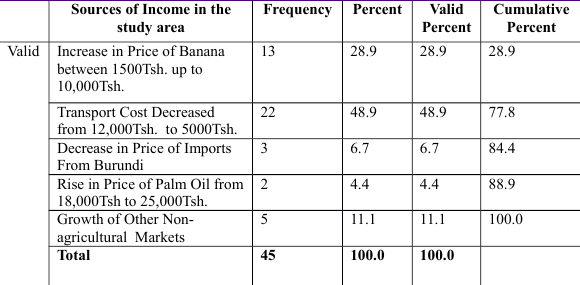 Sources of Income in the study area Frequency Percent Valid Percent Cumulative Percent
Valid Increase in Price of Banana 13 28.9 28.9 28.9
between 1500Tsh. up to
10,000Tsh.
Transport Cost Decreased 22 48.9 48.9 77.8
from 12,000Tsh. to 5000Tsh.
Decrease in Price of Imports 3 6.7 6.7 84.4
From Burundi
Rise in Price of Palm Oil from 2 4.4 4.4 88.9
18,000Tsh to 25,000Tsh.
Growth of Other Non- 5 11.1 11.1 100.0
agricultural Markets
Total 45 100.0 100.0